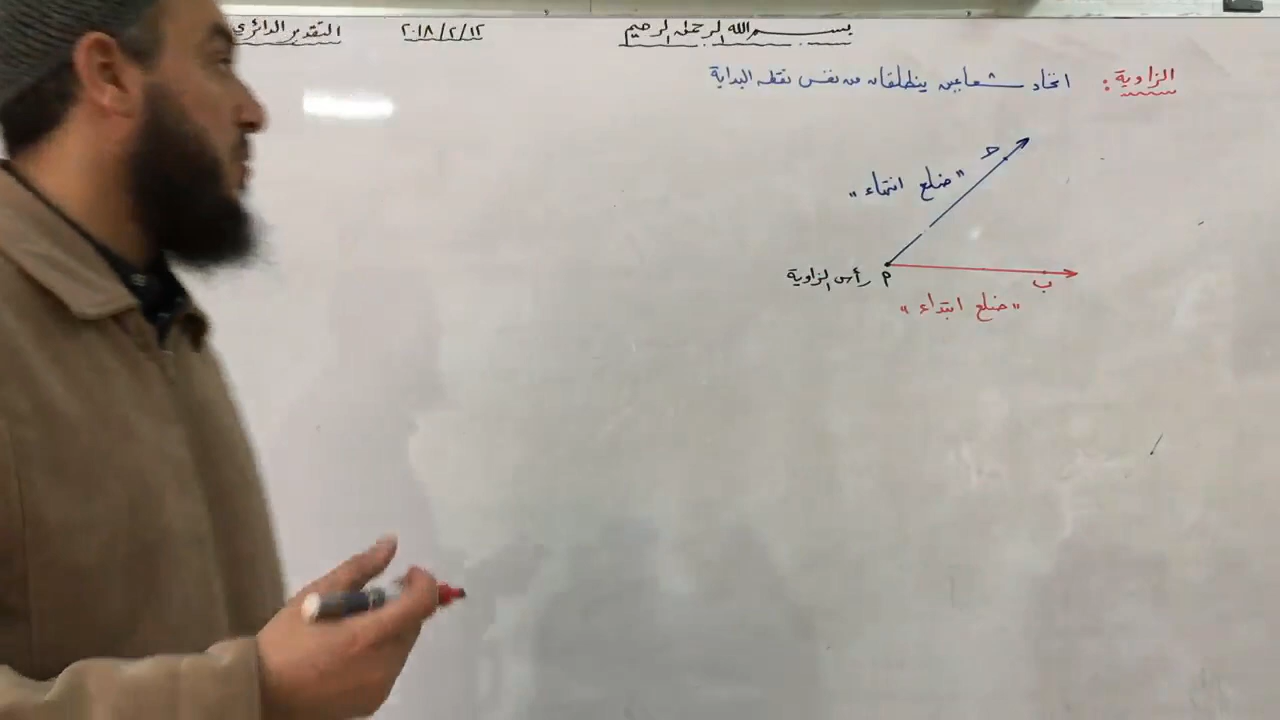 بسم الله الرحمن الرحيم ٢٠١٨/٢/١٢ التقدير الدائري
الزاوية: اتحاد شعاعين ينطلقان من نفس نقطة البداية
حـ
"ضلع انتهاء"
رأس الزاوية م
ب
"ضلع ابتداء"